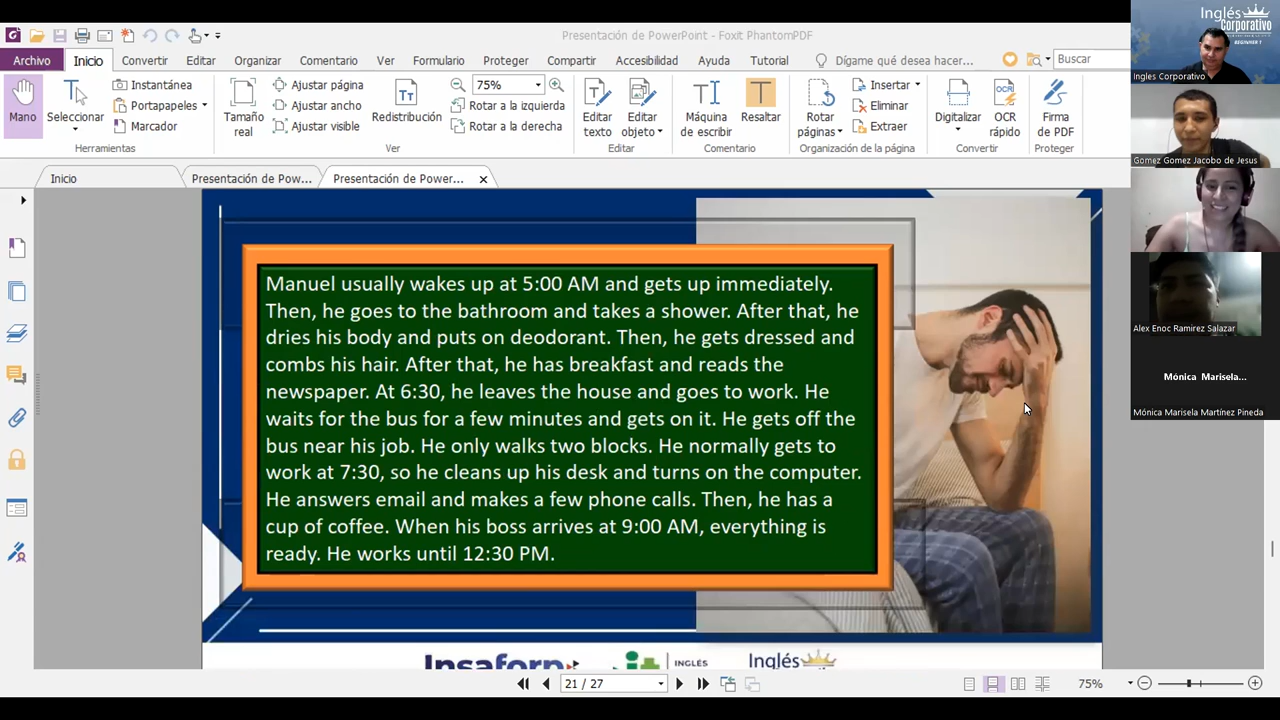 Presentación de PowerPoint - Foxit PhantomPDF
Archivo Inicio Convertir Editar Organizar Comentario Ver Formulario Proteger Compartir Accesibilidad Ayuda Tutorial Dígame qué desea hacer... Buscar
Mano
Seleccionar
Instantánea
Portapapeles
Marcador
Herramientas
Tamaño
real
Ajustar página
Ajustar ancho
Ajustar visible
Redistribución
75%
Rotar a la izquierda
Rotar a la derecha
Ver
Editar
texto
Editar
objeto
Editar
Máquina
de escribir
Resaltar
Comentario
Rotar
páginas
Insertar
Eliminar
Extraer
Organización de la página
Digitalizar
OCR
OCR
rápido
Convertir
Firma
de PDF
Proteger
Inicio
Presentación de Pow...
Presentación de Power...
Manuel usually wakes up at 5:00 AM and gets up immediately.
Then, he goes to the bathroom and takes a shower. After that, he
dries his body and puts on deodorant. Then, he gets dressed and
combs his hair. After that, he has breakfast and reads the
newspaper. At 6:30, he leaves the house and goes to work. He
waits for the bus for a few minutes and gets on it. He gets off the
bus near his job. He only walks two blocks. He normally gets to
work at 7:30, so he cleans up his desk and turns on the computer.
He answers email and makes a few phone calls. Then, he has a
cup of coffee. When his boss arrives at 9:00 AM, everything is
ready. He works until 12:30 PM.
Insaforp
INGLÉS
Inglés
21 / 27
75%
Inglés
Corporativo
BEGINNER 1
Ingles Corporativo
Gomez Gomez Jacobo de Jesus
Alex Enoc Ramirez Salazar
Mónica Marisela...
Mónica Marisela Martínez Pineda